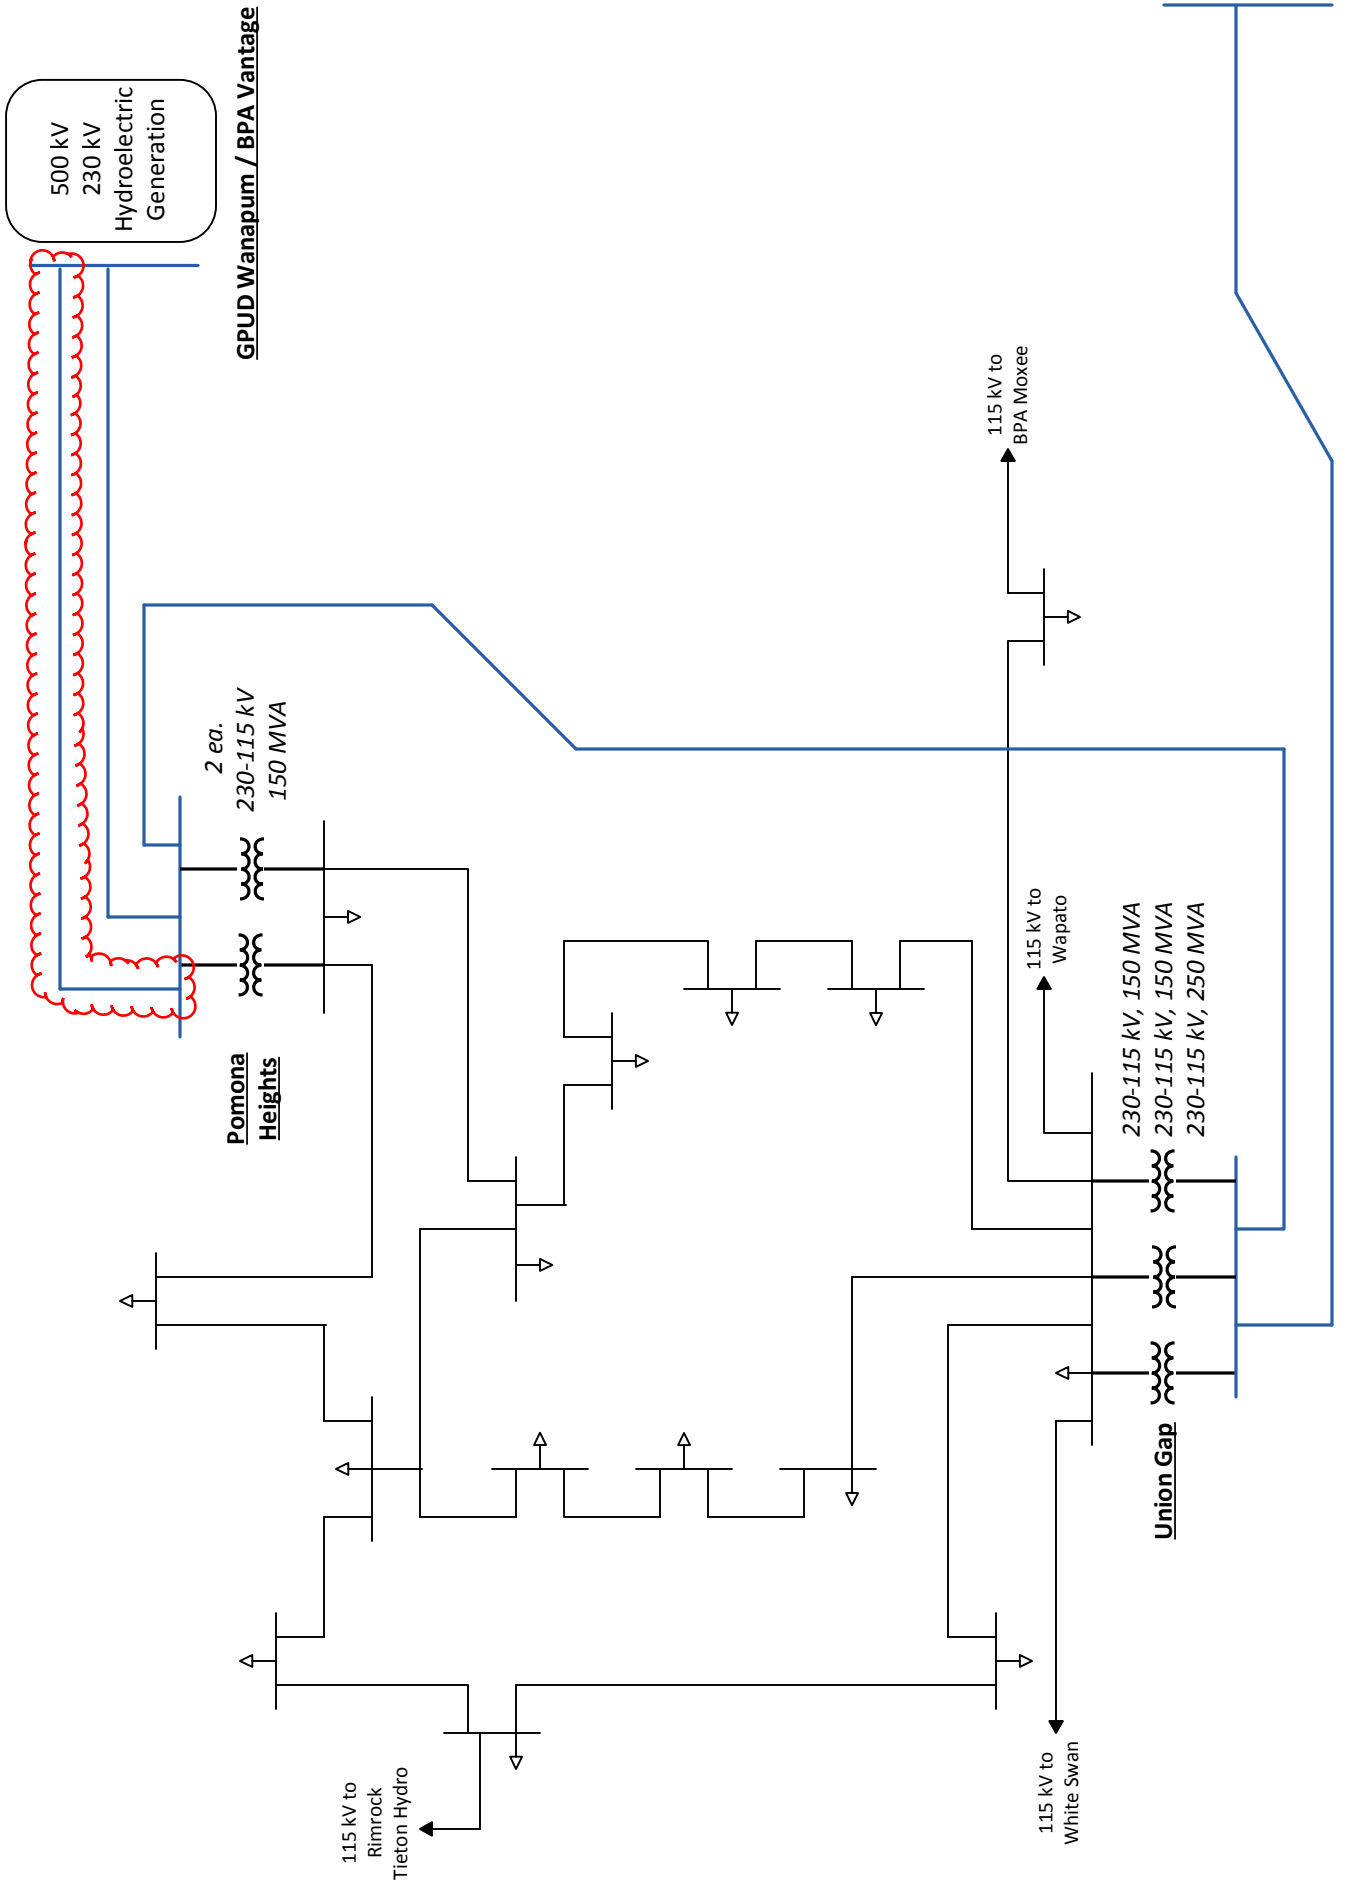 500 kV
230 kV
Hydroelectric
Generation
GPUD Wanapum / BPA Vantage
2 ea.
230-115 kV
150 MVA
Pomona
Heights
115 kV to
BPA Moxee
115 kV to
Wapato
230-115 kV, 150 MVA
230-115 kV, 150 MVA
230-115 kV, 250 MVA
Union Gap
115 kV to
Rimrock
Tieton Hydro
115 kV to
White Swan